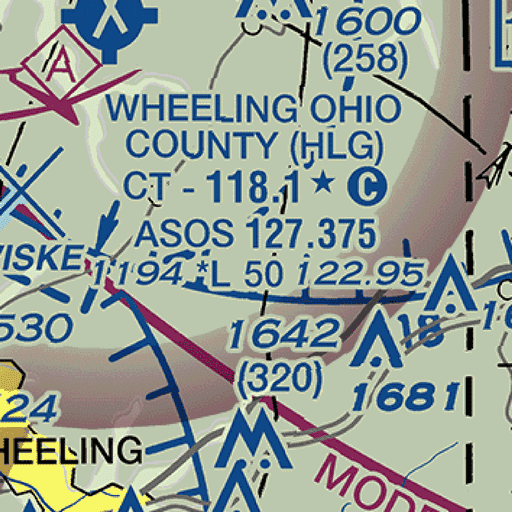 1600
(258)
A
WHEELING OHIO
COUNTY (HLG)
CT - 118.1 ★ C
ASOS 127.375
WISKE
1194 *L 50 122.95
530
1642
(320)
18
1681
24
HEELING
MODE